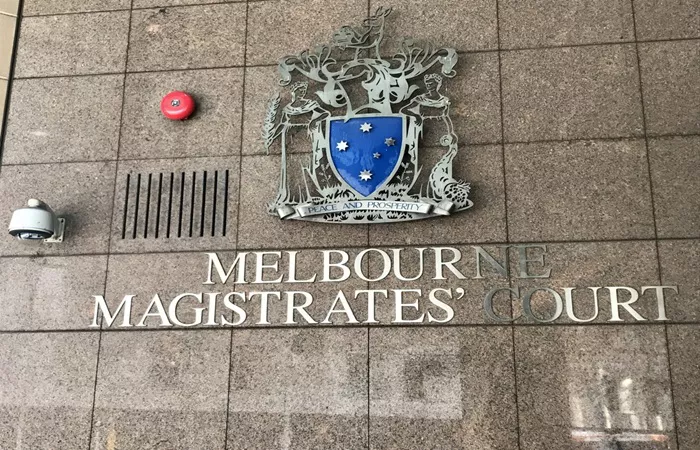 PEACE AND PROSPERITY
MELBOURNE
MAGISTRATES' COURT